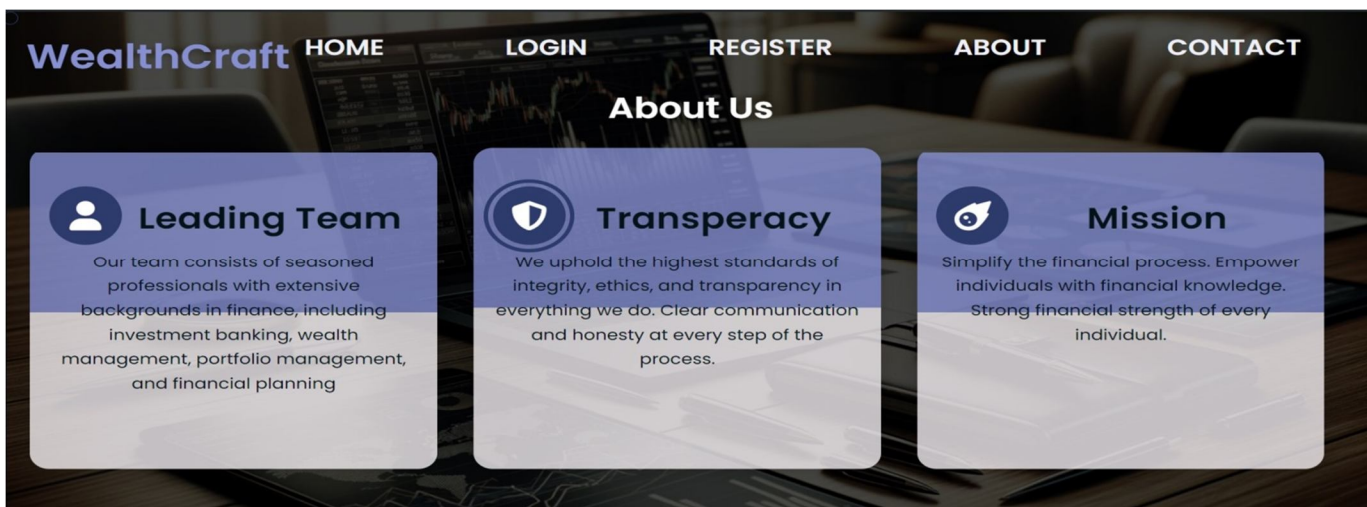 WealthCraft HOME LOGIN REGISTER ABOUT CONTACT
About Us
Leading Team
Our team consists of seasoned
professionals with extensive
backgrounds in finance, including
investment banking, wealth
management, portfolio management,
and financial planning
Transperacy
We uphold the highest standards of
integrity, ethics, and transparency in
everything we do. Clear communication
and honesty at every step of the
process.
Mission
Simplify the financial process. Empower
individuals with financial knowledge.
Strong financial strength of every
individual.